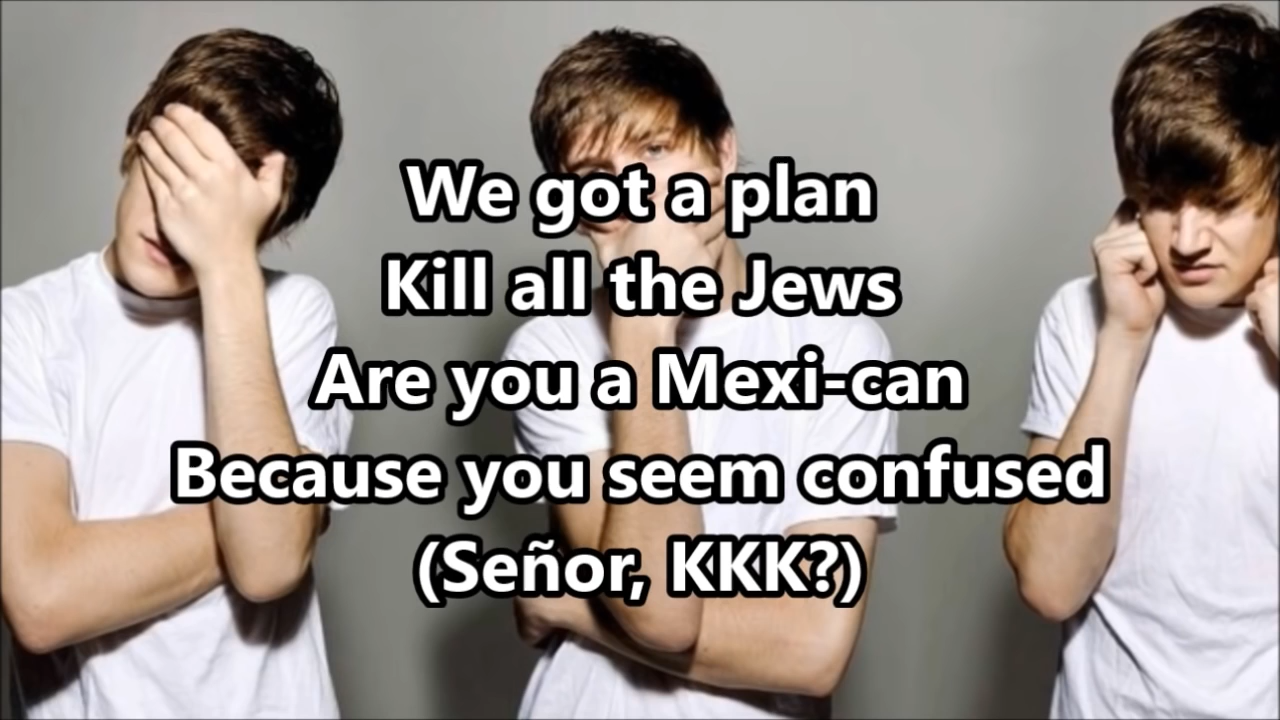 We got a plan
Kill all the Jews
Are you a Mexi-can
Because you seem confused
(Señor, KKK?)